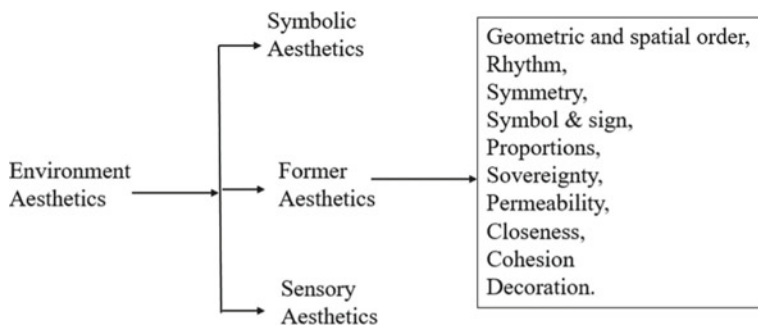 Environment
Aesthetics
Symbolic
Aesthetics
Former
Aesthetics
Sensory
Aesthetics
Geometric and spatial order,
Rhythm,
Symmetry,
Symbol & sign,
Proportions,
Sovereignty,
Permeability,
Closeness,
Cohesion
Decoration.